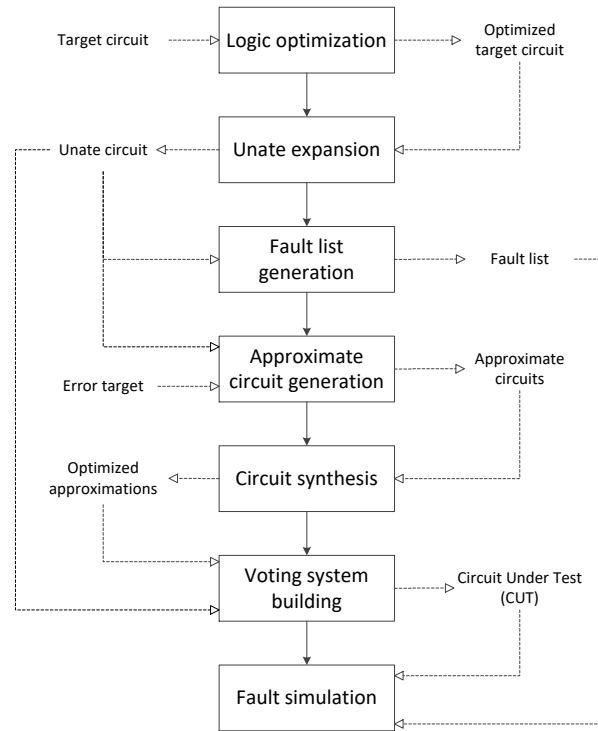 Target circuit
Logic optimization
Optimized
target circuit
Unate circuit
Unate expansion
Fault list
generation
Fault list
Error target
Approximate
circuit generation
Approximate
circuits
Optimized
approximations
Circuit synthesis
Voting system
building
Circuit Under Test
(CUT)
Fault simulation